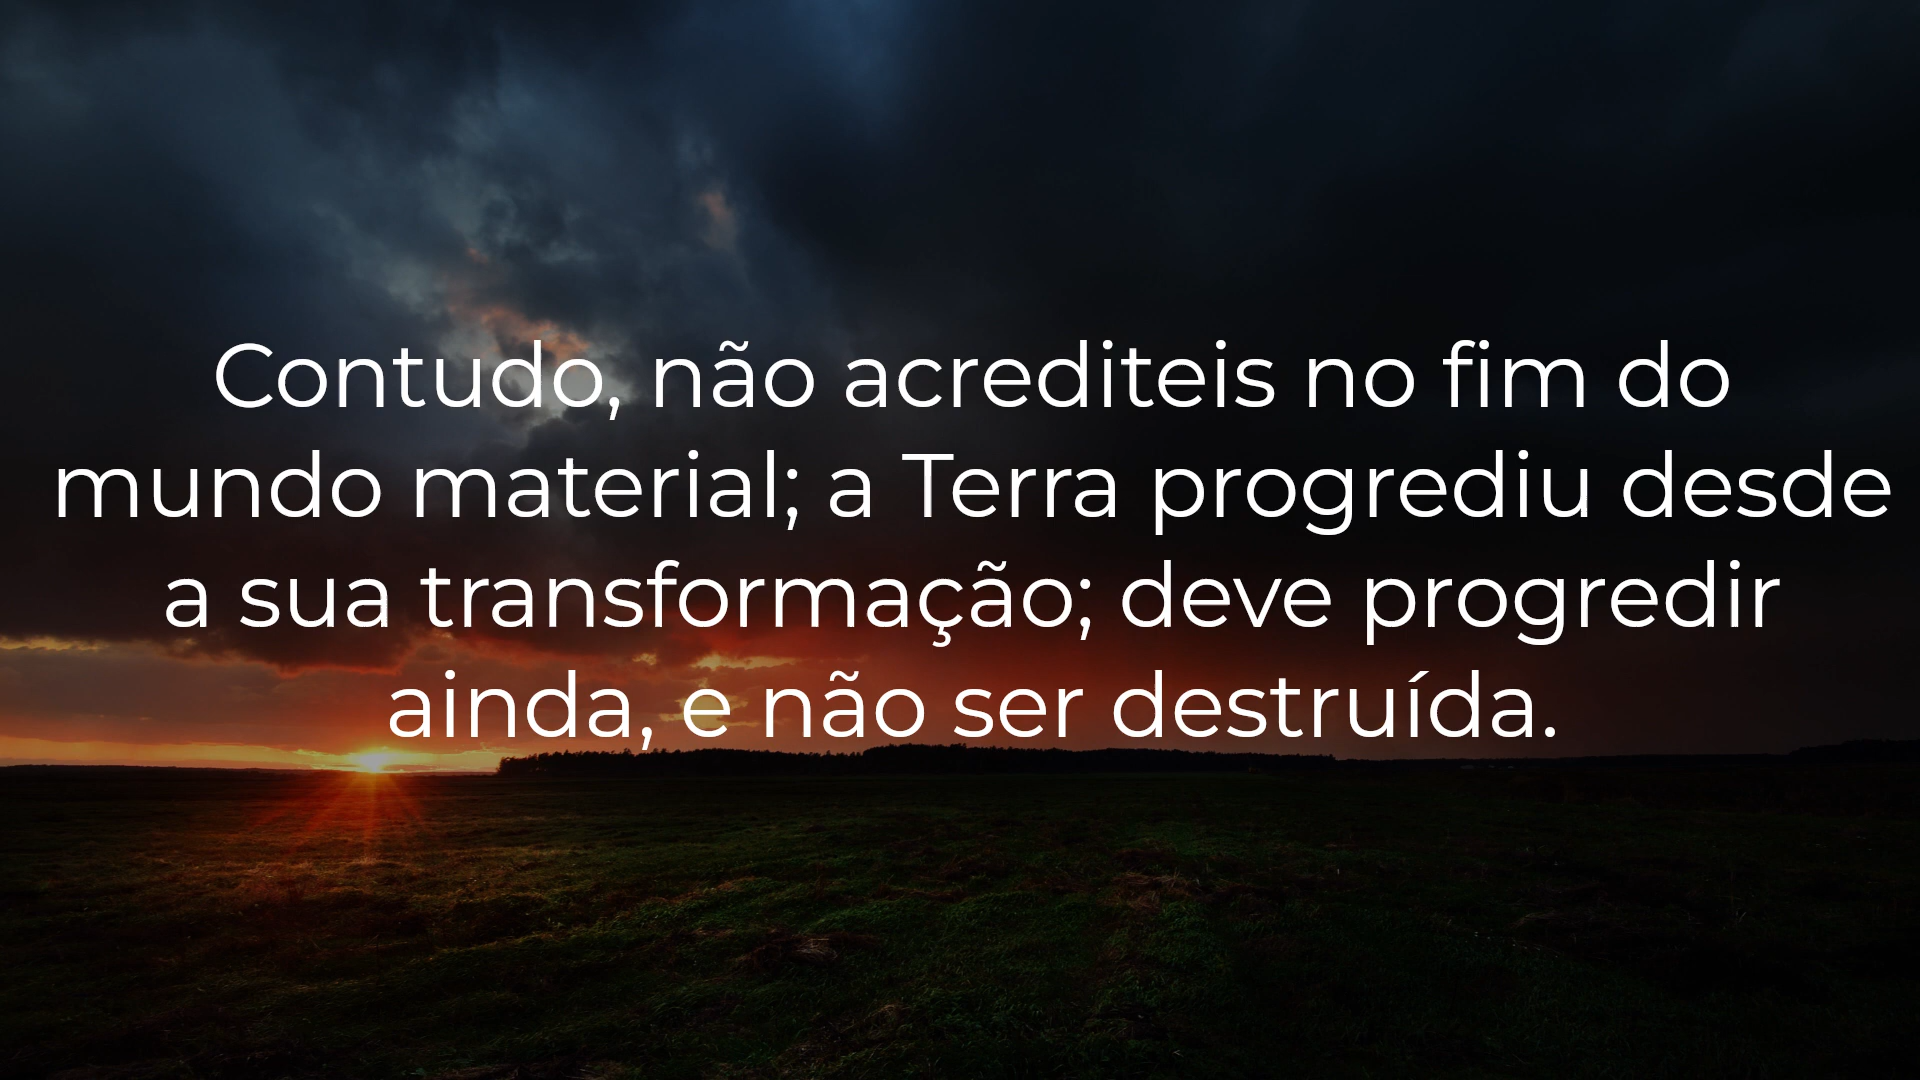 Contudo, não acrediteis no fim do
mundo material; a Terra progrediu desde
a sua transformação; deve progredir
ainda, e não ser destruída.